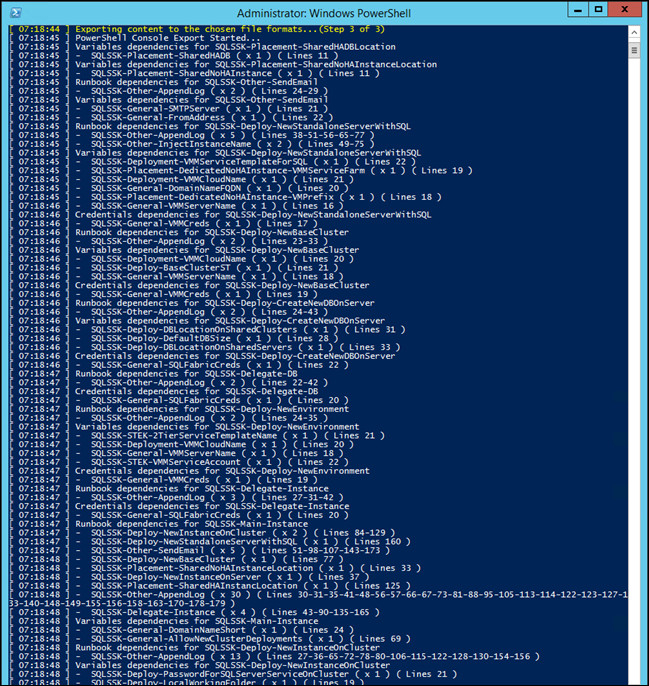 Administrator: Windows PowerShell
[ 07:18:44 ] Exporting content to the chosen file formats...(Step 3 of 3)
[ 07:18:45 ] PowerShell Console Export Started...
[ 07:18:45 ] Variables dependencies for SQLSSK-Placement-SharedHADBLocation
[ 07:18:45 ] -  SQLSSK-Placement-SharedHADB ( x 1 ) ( Lines 11 )
[ 07:18:45 ] Variables dependencies for SQLSSK-Placement-SharedNoHAInstanceLocation
[ 07:18:45 ] -  SQLSSK-Placement-SharedNoHAInstance ( x 1 ) ( Lines 11 )
[ 07:18:45 ] Runbook dependencies for SQLSSK-Other-SendEmail
[ 07:18:45 ] -  SQLSSK-Other-AppendLog ( x 2 ) ( Lines 24-29 )
[ 07:18:45 ] Variables dependencies for SQLSSK-Other-SendEmail
[ 07:18:45 ] -  SQLSSK-General-SMTPServer ( x 1 ) ( Lines 21 )
[ 07:18:45 ] -  SQLSSK-General-FromAddress ( x 1 ) ( Lines 22 )
[ 07:18:45 ] Runbook dependencies for SQLSSK-Deploy-NewStandaloneServerWithSQL
[ 07:18:45 ] -  SQLSSK-Other-AppendLog ( x 5 ) ( Lines 38-51-56-65-77 )
[ 07:18:45 ] -  SQLSSK-Other-InjectInstanceName ( x 2 ) ( Lines 49-75 )
[ 07:18:45 ] Variables dependencies for SQLSSK-Deploy-NewStandaloneServerWithSQL
[ 07:18:45 ] -  SQLSSK-Deployment-VMMServiceTemplateForSQL ( x 1 ) ( Lines 22 )
[ 07:18:45 ] -  SQLSSK-Placement-DedicatedNoHAInstance-VMMServiceFarm ( x 1 ) ( Lines 19 )
[ 07:18:45 ] -  SQLSSK-Deployment-VMMCloudName ( x 1 ) ( Lines 21 )
[ 07:18:45 ] -  SQLSSK-General-DomainNameFQDN ( x 1 ) ( Lines 20 )
[ 07:18:45 ] -  SQLSSK-Placement-DedicatedNoHAInstance-VMPrefix ( x 1 ) ( Lines 18 )
[ 07:18:46 ] -  SQLSSK-General-VMMServerName ( x 1 ) ( Lines 16 )
[ 07:18:46 ] Credentials dependencies for SQLSSK-Deploy-NewStandaloneServerWithSQL
[ 07:18:46 ] -  SQLSSK-General-VMMCreds ( x 1 ) ( Lines 17 )
[ 07:18:46 ] Runbook dependencies for SQLSSK-Deploy-NewBaseCluster
[ 07:18:46 ] -  SQLSSK-Other-AppendLog ( x 2 ) ( Lines 23-33 )
[ 07:18:46 ] Variables dependencies for SQLSSK-Deploy-NewBaseCluster
[ 07:18:46 ] -  SQLSSK-Deployment-VMMCloudName ( x 1 ) ( Lines 20 )
[ 07:18:46 ] -  SQLSSK-Deploy-BaseClusterST ( x 1 ) ( Lines 21 )
[ 07:18:46 ] -  SQLSSK-General-VMMServerName ( x 1 ) ( Lines 18 )
[ 07:18:46 ] Credentials dependencies for SQLSSK-Deploy-NewBaseCluster
[ 07:18:46 ] -  SQLSSK-General-VMMCreds ( x 1 ) ( Lines 19 )
[ 07:18:46 ] Runbook dependencies for SQLSSK-Deploy-CreateNewDBOnServer
[ 07:18:46 ] -  SQLSSK-Other-AppendLog ( x 2 ) ( Lines 24-43 )
[ 07:18:46 ] Variables dependencies for SQLSSK-Deploy-CreateNewDBOnServer
[ 07:18:46 ] -  SQLSSK-Deploy-DBLocationOnSharedClusters ( x 1 ) ( Lines 31 )
[ 07:18:46 ] -  SQLSSK-Deploy-DefaultDBSize ( x 1 ) ( Lines 28 )
[ 07:18:46 ] -  SQLSSK-Deploy-DBLocationOnSharedServers ( x 1 ) ( Lines 33 )
[ 07:18:46 ] Credentials dependencies for SQLSSK-Deploy-CreateNewDBOnServer
[ 07:18:46 ] -  SQLSSK-General-SQLFabricCreds ( x 1 ) ( Lines 22 )
[ 07:18:47 ] Runbook dependencies for SQLSSK-Delegate-DB
[ 07:18:47 ] -  SQLSSK-Other-AppendLog ( x 2 ) ( Lines 22-42 )
[ 07:18:47 ] Credentials dependencies for SQLSSK-Delegate-DB
[ 07:18:47 ] -  SQLSSK-General-SQLFabricCreds ( x 1 ) ( Lines 20 )
[ 07:18:47 ] Runbook dependencies for SQLSSK-Deploy-NewEnvironment
[ 07:18:47 ] -  SQLSSK-Other-AppendLog ( x 2 ) ( Lines 24-35 )
[ 07:18:47 ] Variables dependencies for SQLSSK-Deploy-NewEnvironment
[ 07:18:47 ] -  SQLSSK-STEK-2TierServiceTemplateName ( x 1 ) ( Lines 21 )
[ 07:18:47 ] -  SQLSSK-Deployment-VMMCloudName ( x 1 ) ( Lines 20 )
[ 07:18:47 ] -  SQLSSK-General-VMMServerName ( x 1 ) ( Lines 18 )
[ 07:18:47 ] -  SQLSSK-STEK-VMMServiceAccount ( x 1 ) ( Lines 22 )
[ 07:18:47 ] Credentials dependencies for SQLSSK-Deploy-NewEnvironment
[ 07:18:47 ] -  SQLSSK-General-VMMCreds ( x 1 ) ( Lines 19 )
[ 07:18:47 ] Runbook dependencies for SQLSSK-Delegate-Instance
[ 07:18:47 ] -  SQLSSK-Other-AppendLog ( x 3 ) ( Lines 27-31-42 )
[ 07:18:47 ] Credentials dependencies for SQLSSK-Delegate-Instance
[ 07:18:47 ] -  SQLSSK-General-SQLFabricCreds ( x 1 ) ( Lines 20 )
[ 07:18:47 ] Runbook dependencies for SQLSSK-Main-Instance
[ 07:18:47 ] -  SQLSSK-Deploy-NewInstanceOnCluster ( x 2 ) ( Lines 84-129 )
[ 07:18:47 ] -  SQLSSK-Deploy-NewStandaloneServerWithSQL ( x 1 ) ( Lines 160 )
[ 07:18:47 ] -  SQLSSK-Other-SendEmail ( x 5 ) ( Lines 51-98-107-143-173 )
[ 07:18:48 ] -  SQLSSK-Deploy-NewBaseCluster ( x 1 ) ( Lines 77 )
[ 07:18:48 ] -  SQLSSK-Placement-SharedNoHAInstanceLocation ( x 1 ) ( Lines 33 )
[ 07:18:48 ] -  SQLSSK-Deploy-NewInstanceOnServer ( x 1 ) ( Lines 37 )
[ 07:18:48 ] -  SQLSSK-Placement-SharedHAInstancLocation ( x 1 ) ( Lines 125 )
[ 07:18:48 ] -  SQLSSK-Other-AppendLog ( x 30 ) ( Lines 30-31-35-41-48-56-57-66-67-73-81-88-95-105-113-114-122-123-127-1
33-140-148-149-155-156-158-163-170-178-179 )
[ 07:18:48 ] -  SQLSSK-Delegate-Instance ( x 4 ) ( Lines 43-90-135-165 )
[ 07:18:48 ] Variables dependencies for SQLSSK-Main-Instance
[ 07:18:48 ] -  SQLSSK-General-DomainNameShort ( x 1 ) ( Lines 24 )
[ 07:18:48 ] -  SQLSSK-General-AllowNewClusterDeployments ( x 1 ) ( Lines 69 )
[ 07:18:48 ] Runbook dependencies for SQLSSK-Deploy-NewInstanceOnCluster
[ 07:18:48 ] -  SQLSSK-Other-AppendLog ( x 13 ) ( Lines 27-36-65-72-78-80-106-115-122-128-130-154-156 )
[ 07:18:48 ] Variables dependencies for SQLSSK-Deploy-NewInstanceOnCluster
[ 07:18:48 ] -  SQLSSK-Deploy-PasswordForSQLServerServiceOnCluster ( x 1 ) ( Lines 21 )
[ 07:18:48 ] -  SQLSSK-Deploy-LocalWorkingFolder ( x 1 ) ( Lines 19 )